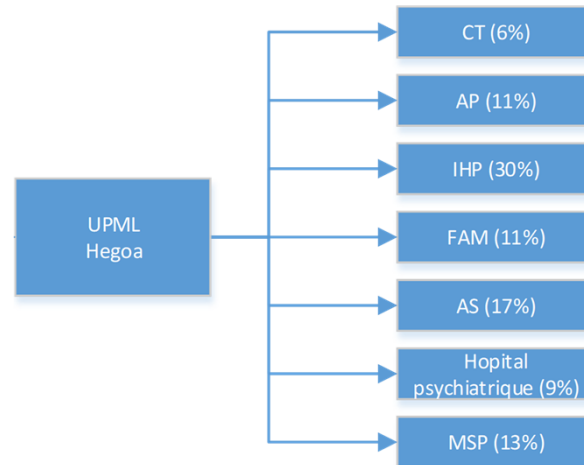 UPML
Hegoa
CT (6%)
AP (11%)
IHP (30%)
FAM (11%)
AS (17%)
Hopital
psychiatrique (9%)
MSP (13%)